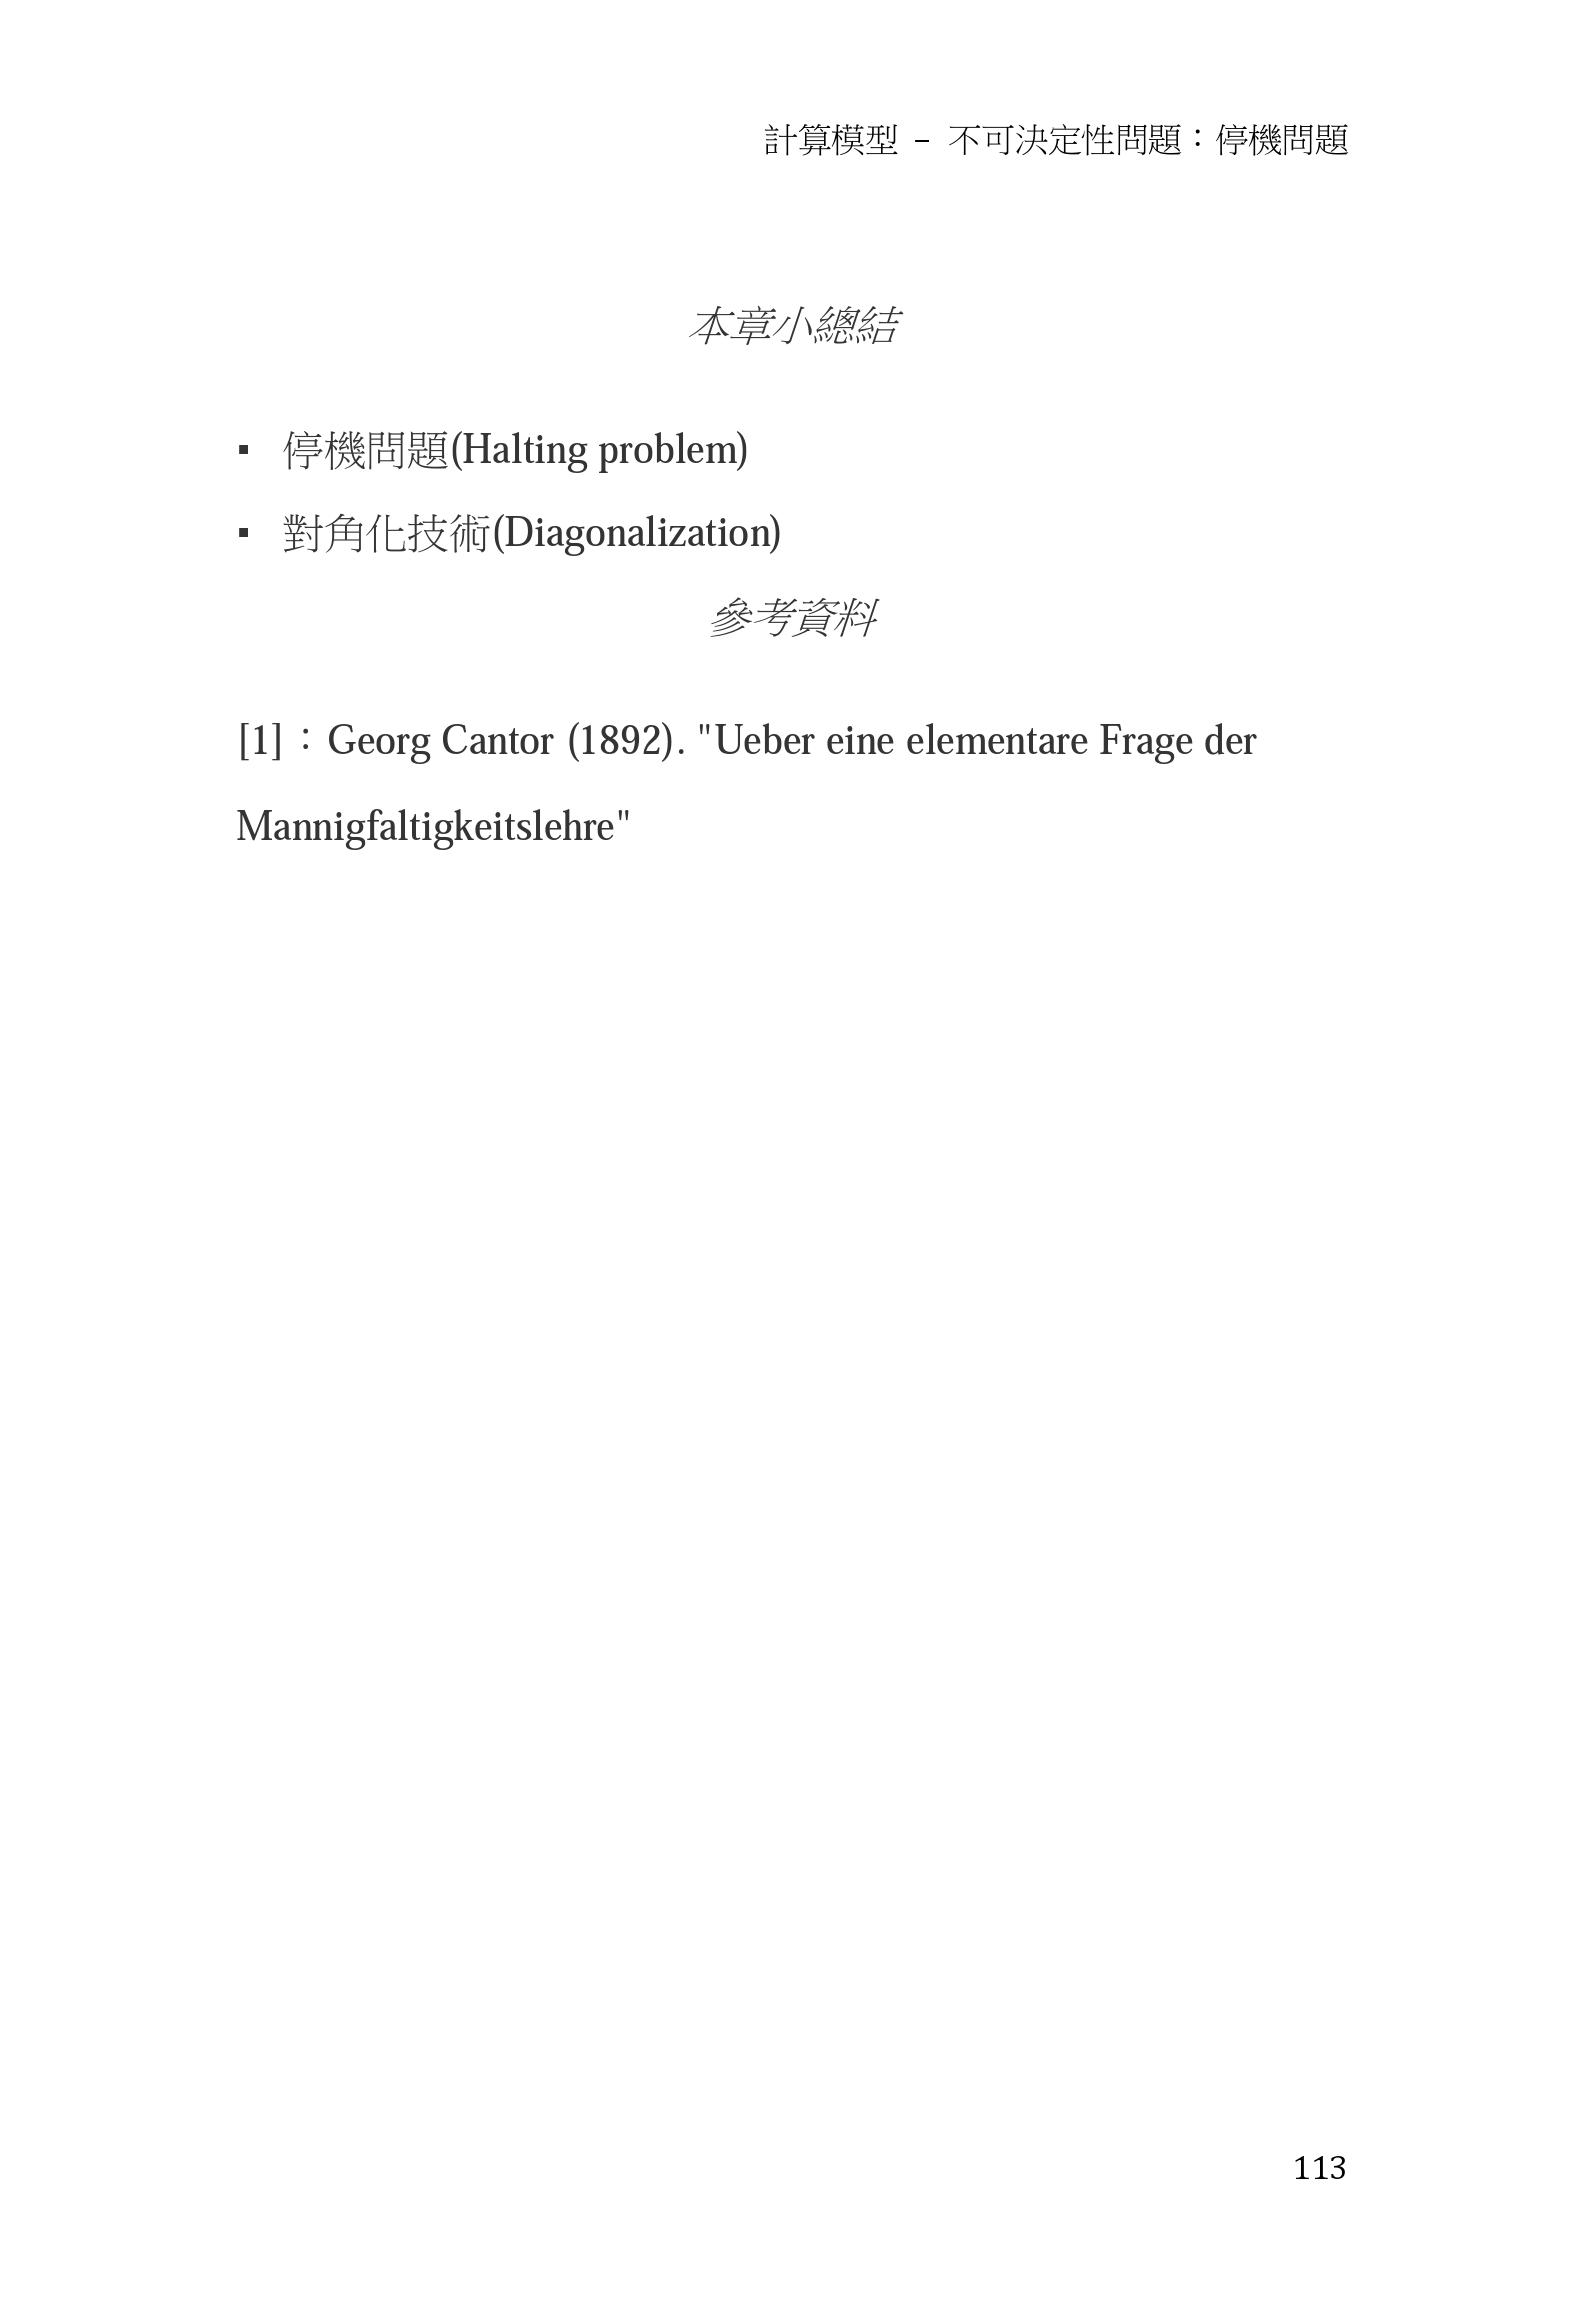 計算模型 – 不可決定性問題：停機問題
本章小總結
▪ 停機問題(Halting problem)
▪ 對角化技術(Diagonalization)
參考資料
[1]：Georg Cantor (1892). "Ueber eine elementare Frage der
Mannigfaltigkeitslehre"
113